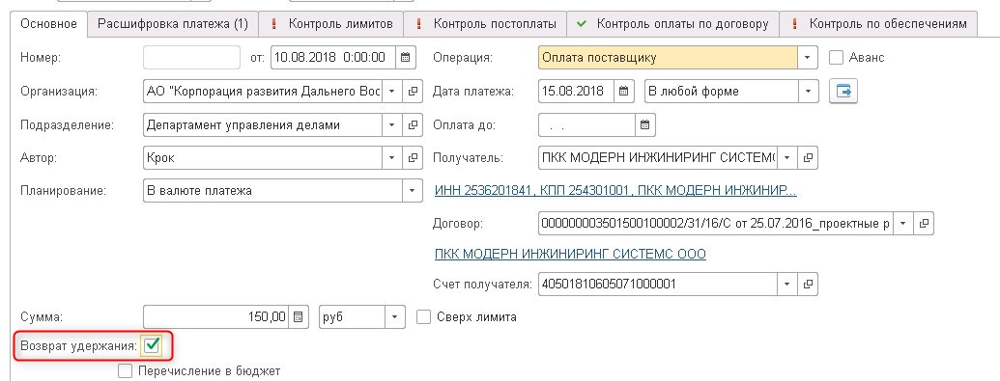 Основное Расшифровка платежа (1) Контроль лимитов Контроль постоплаты Контроль оплаты по договору Контроль по обеспечениям
Номер: от: 10.08.2018 0:00:00 Операция: Оплата поставщику Аванс
Организация: АО "Корпорация развития Дальнего Вос Дата платежа: 15.08.2018 В любой форме
Подразделение: Департамент управления делами Оплата до: . .
Автор: Крок Получатель: ПКК МОДЕРН ИНЖИНИРИНГ СИСТЕМС(
Планирование: В валюте платежа ИНН 2536201841, КПП 254301001, ПКК МОДЕРН ИНЖИНИР...
Договор: 000000003501500100002/31/16/С от 25.07.2016_проектные р
ПКК МОДЕРН ИНЖИНИРИНГ СИСТЕМС ООО
Счет получателя: 40501810605071000001
Сумма: 150,00 руб Сверх лимита
Возврат удержания:
Перечисление в бюджет